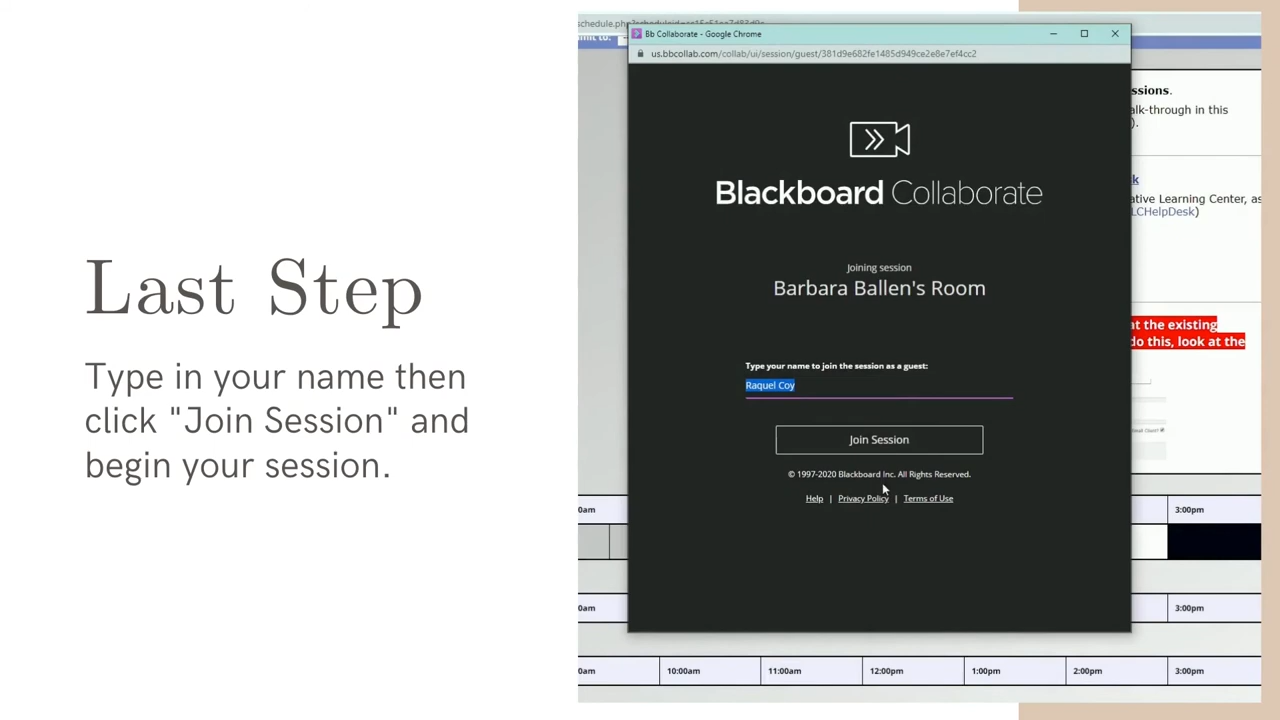 Last Step
Type in your name then
click "Join Session" and
begin your session.
Bb Collaborate - Google Chrome
us.bbcollab.com/collab/ui/session/guest/381d9e682fe1485d949ce2e8e7ef4cc2
Blackboard Collaborate
Joining session
Barbara Ballen's Room
Type your name to join the session as a guest:
Raquel Coy
Join Session
© 1997-2020 Blackboard Inc. All Rights Reserved.
Help | Privacy Policy | Terms of Use
ssions.
alk-through in this
).
k
ative Learning Center, as
LCHelpDesk)
at the existing
do this, look at the
0am 3:00pm
0am 3:00pm
0am 10:00am 11:00am 12:00pm 1:00pm 2:00pm 3:00pm